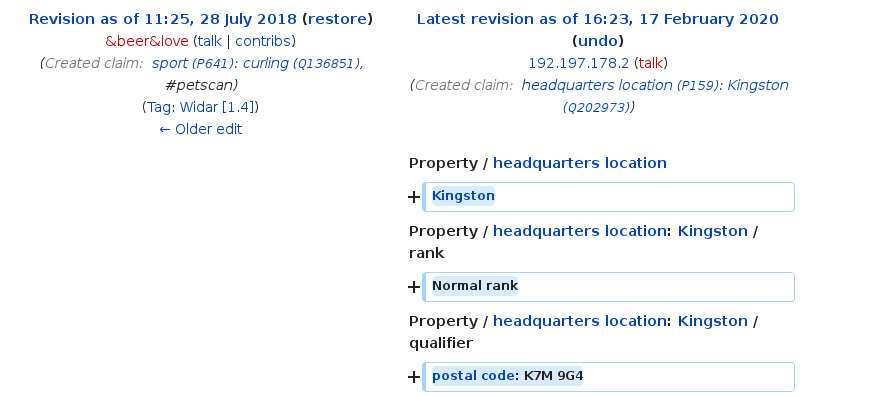 Revision as of 11:25, 28 July 2018 (restore)
&beer&love (talk | contribs)
(Created claim: sport (P641): curling (Q136851),
#petscan)
(Tag: Widar [1.4])
← Older edit
Latest revision as of 16:23, 17 February 2020
(undo)
192.197.178.2 (talk)
(Created claim: headquarters location (P159): Kingston
(Q202973))
Property / headquarters location
+ Kingston
Property / headquarters location: Kingston /
rank
+ Normal rank
Property / headquarters location: Kingston /
qualifier
+ postal code: K7M 9G4